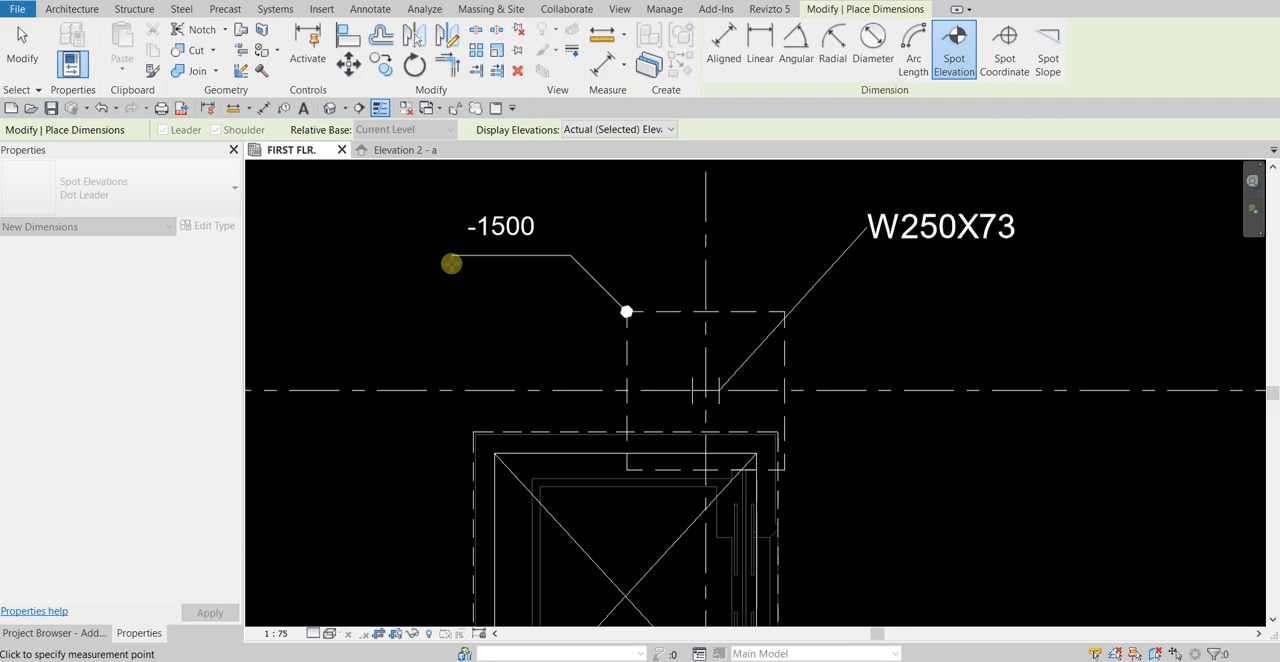 File Architecture Structure Steel Precast Systems Insert Annotate Analyze Massing & Site Collaborate View Manage Add-Ins Revizto 5 Modify | Place Dimensions
Modify
Properties
Paste
Notch
Cut
Join
Activate
Aligned Linear Angular Radial Diameter Arc Length Spot Elevation Spot Coordinate Spot Slope
Select Properties Clipboard Geometry Controls Modify View Measure Create Dimension
Modify | Place Dimensions Leader Shoulder Relative Base: Current Level Display Elevations: Actual (Selected) Elev
Properties
FIRST FLR. Elevation 2 - a
Spot Elevations
Dot Leader
New Dimensions Edit Type
-1500
W250X73
Properties help Apply
Project Browser - Add... Properties 1 : 75
Click to specify measurement point :0 Main Model :0